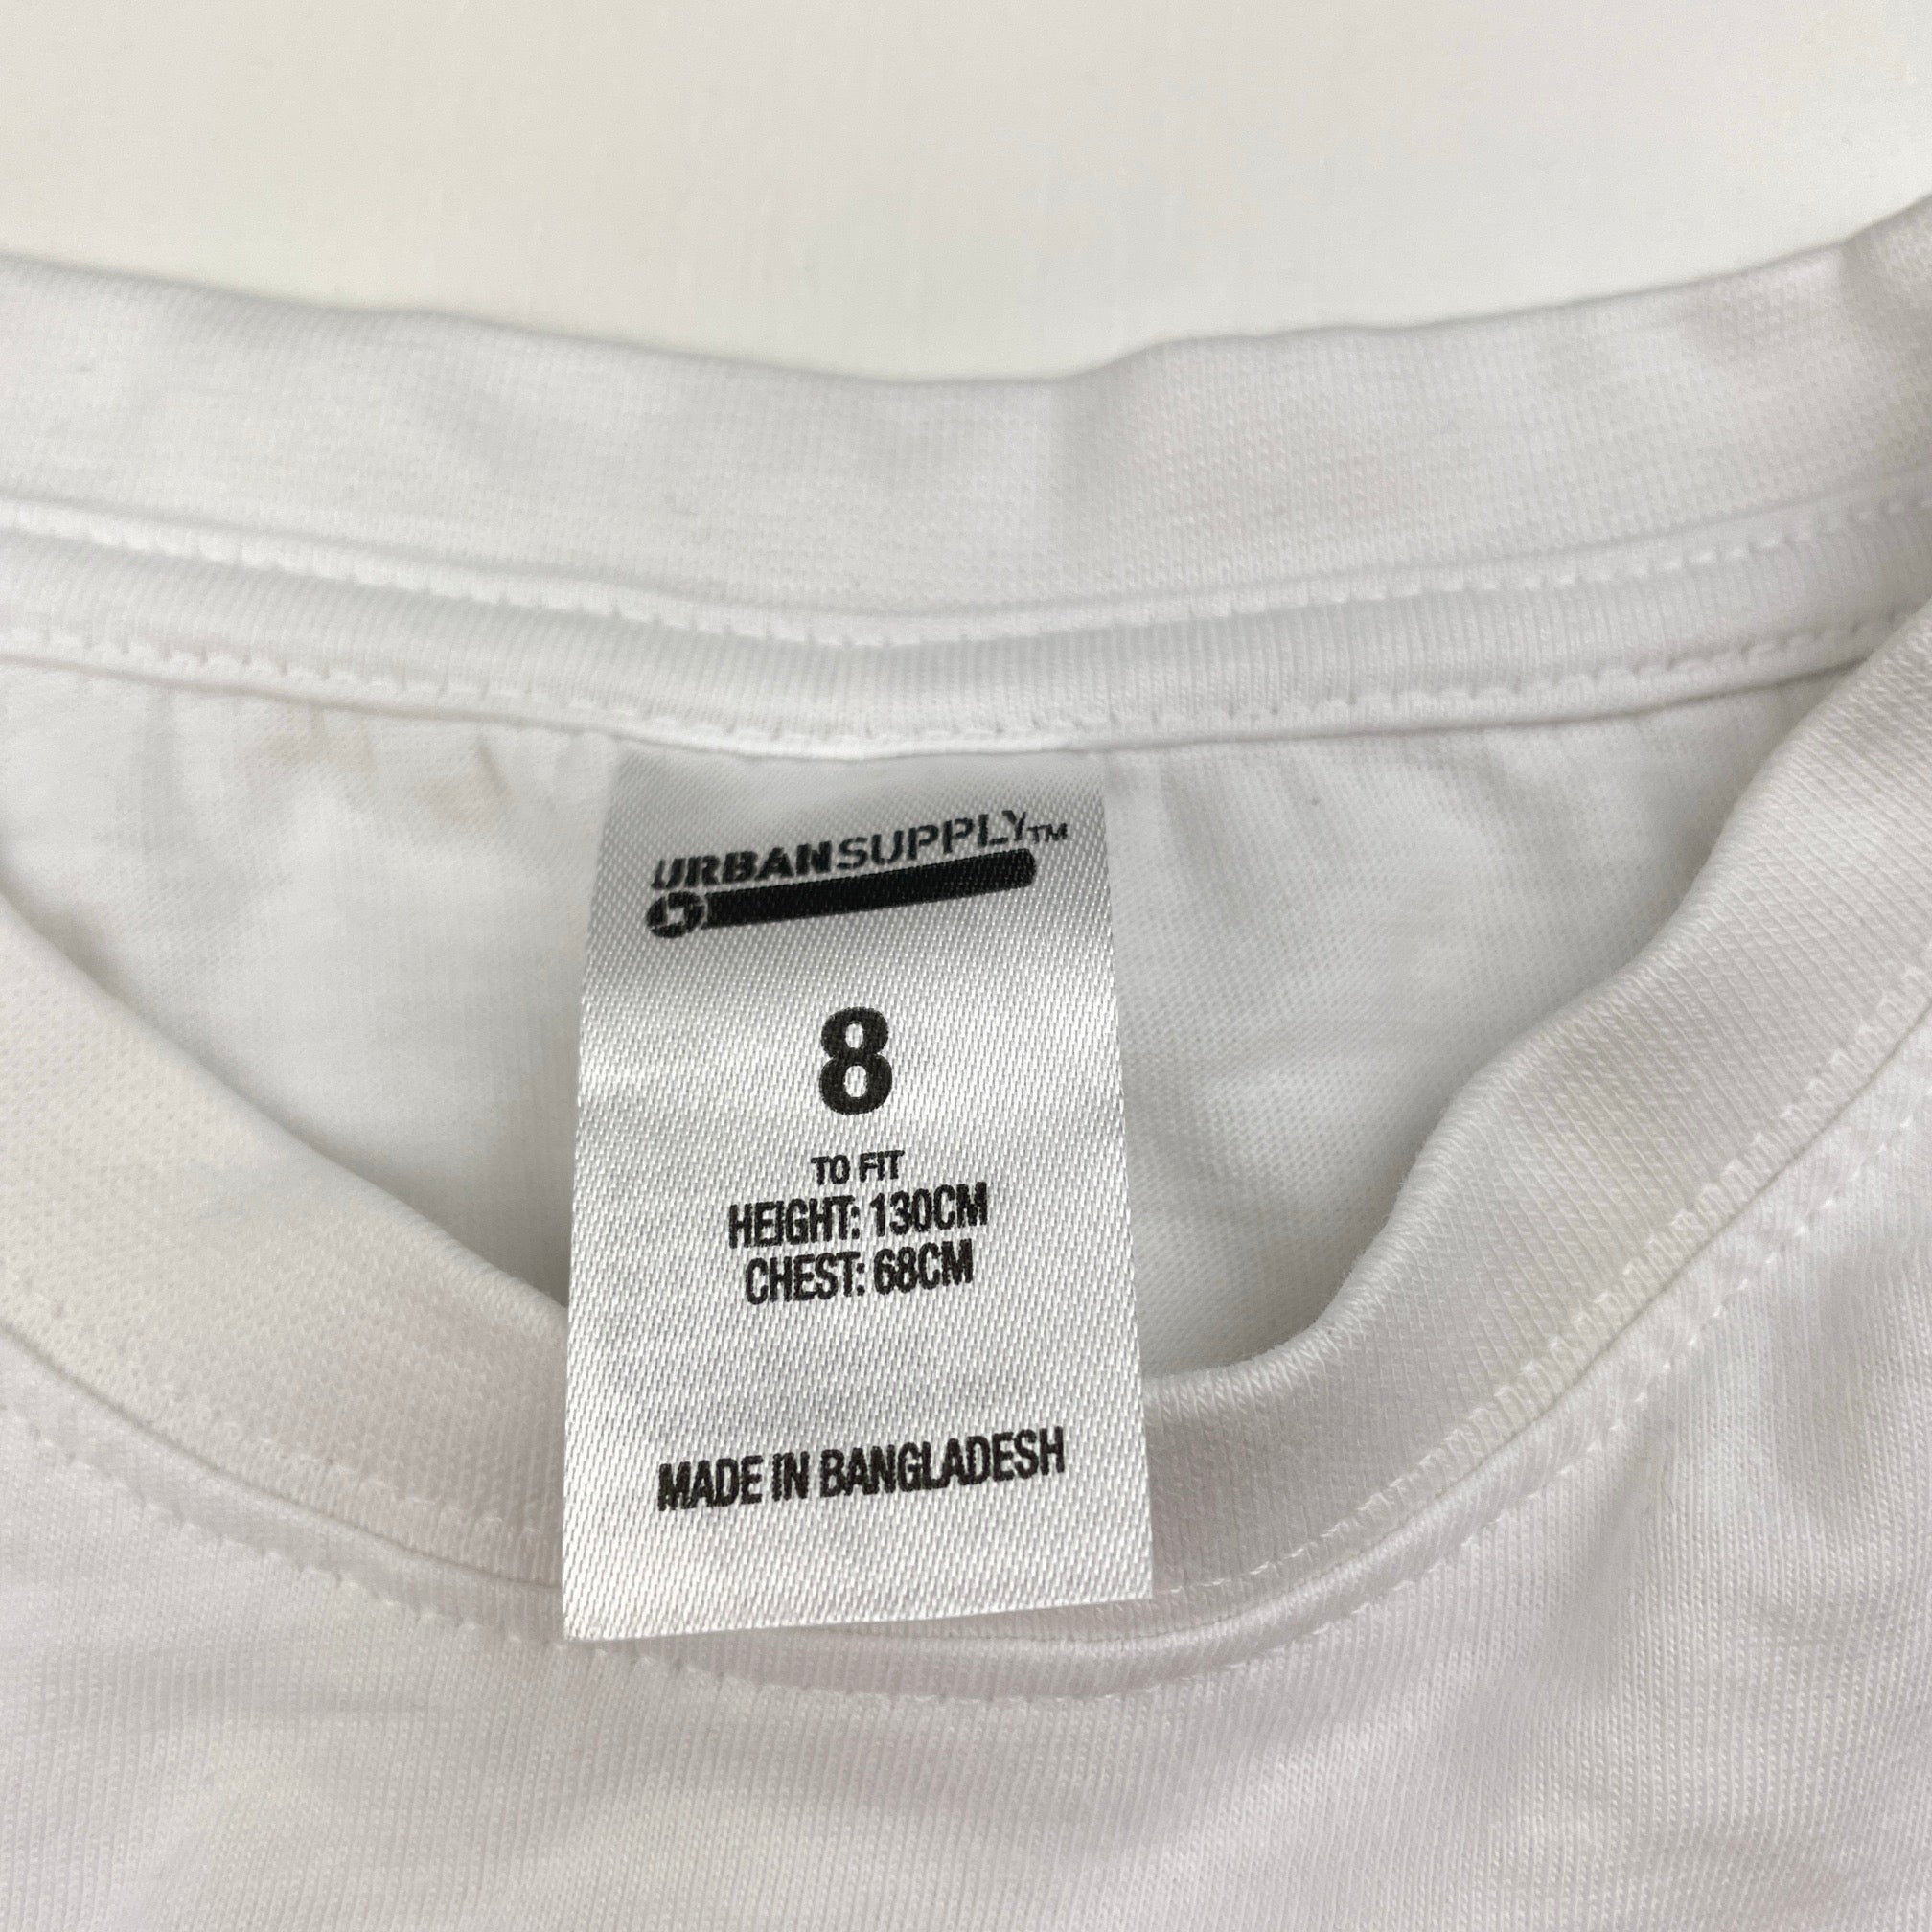 URBANSUPPLY™
8
TO FIT
HEIGHT: 130CM
CHEST: 68CM
MADE IN BANGLADESH